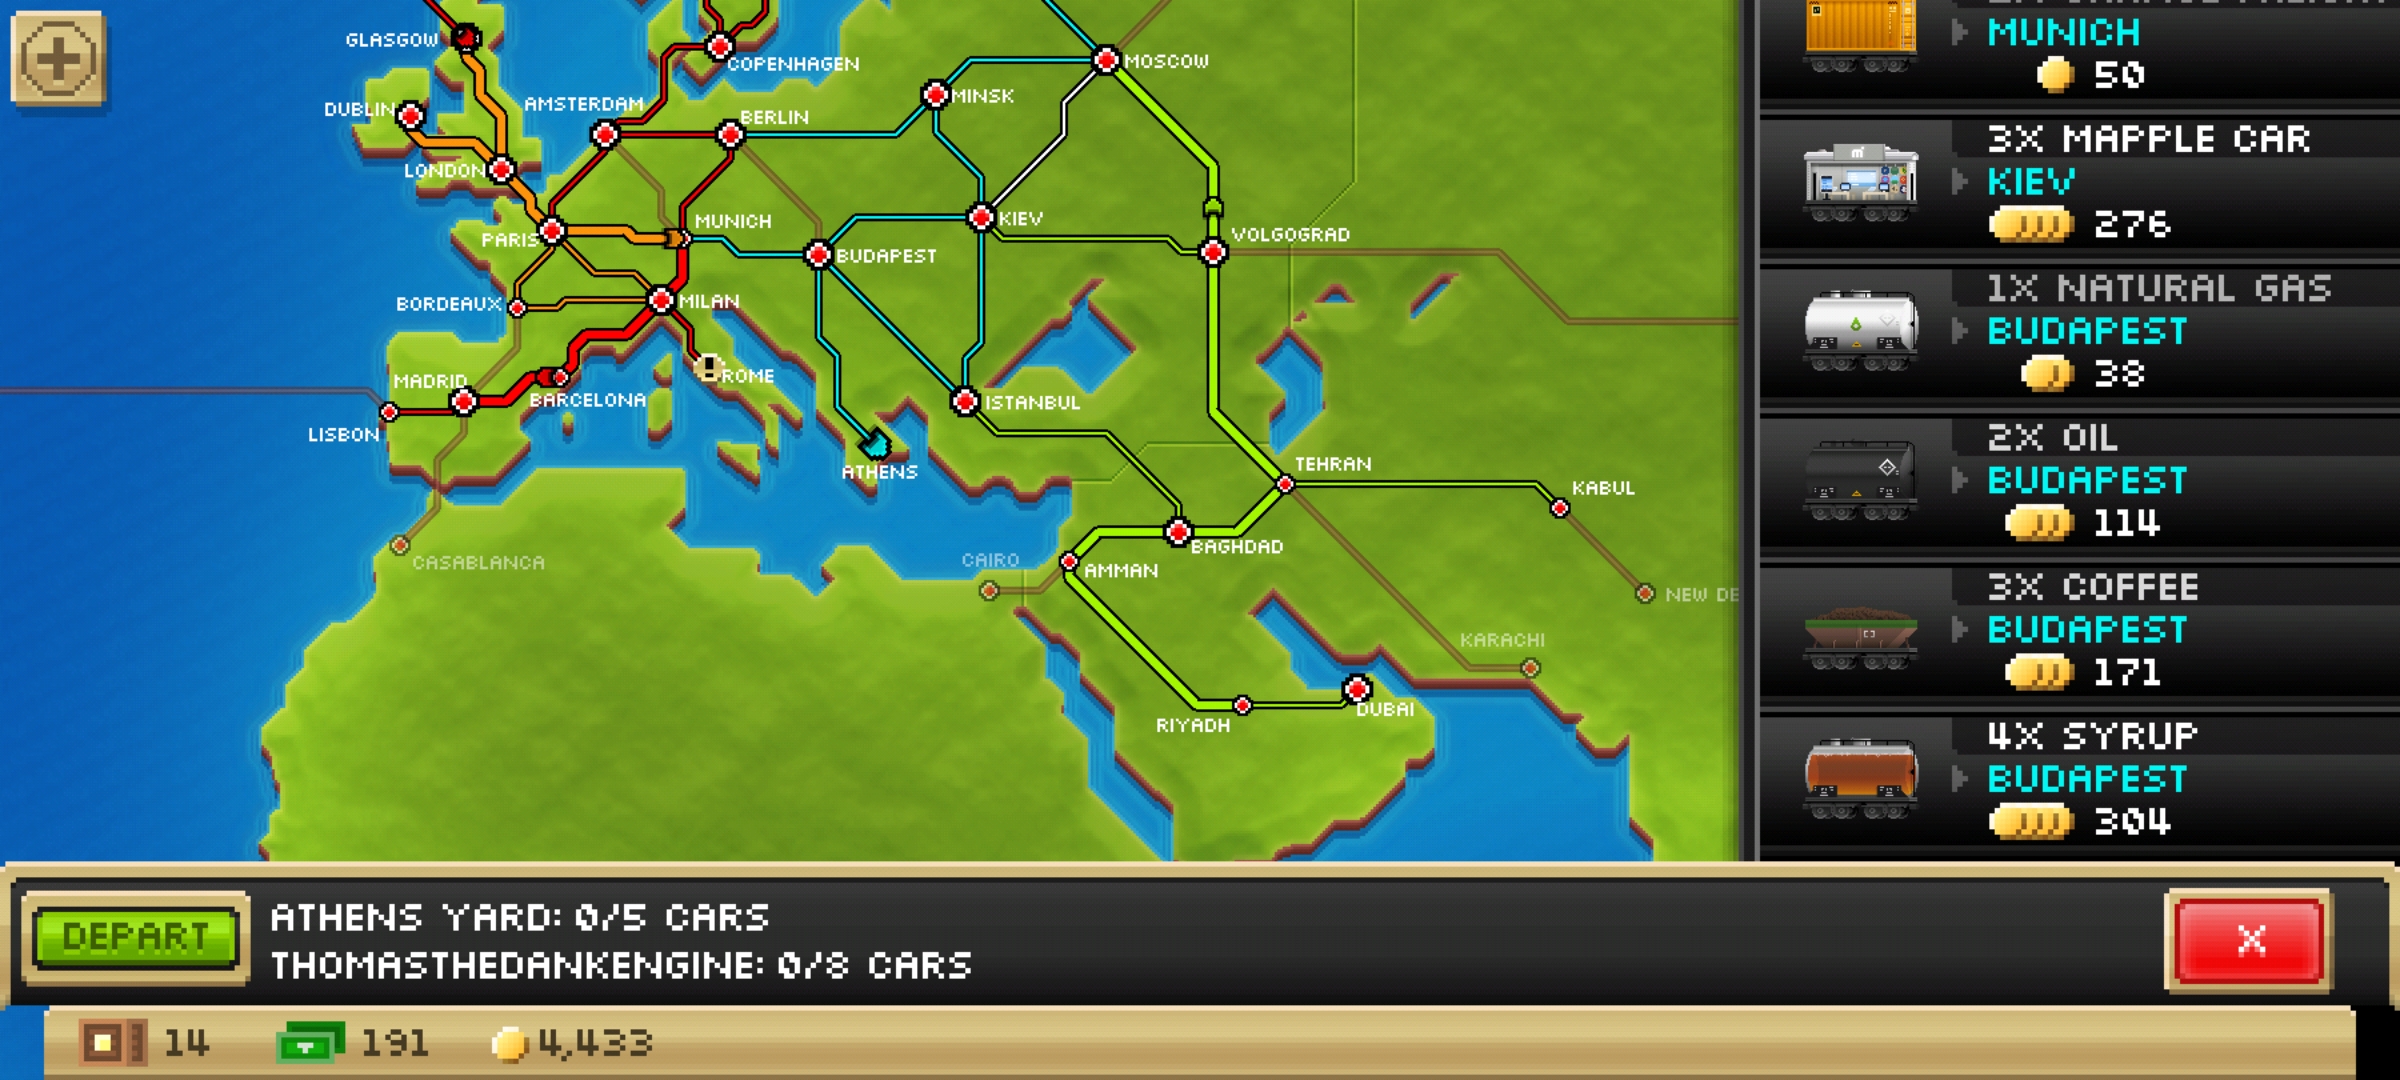 GLASGOW
COPENHAGEN
MOSCOW
DUBLIN
AMSTERDAM
BERLIN
MINSK
LONDON
PARIS
MUNICH
KIEV
VOLGOGRAD
BUDAPEST
BORDEAUX
MILAN
MADRID
ROME
BARCELONA
ISTANBUL
LISBON
ATHENS
TEHRAN
KABUL
CASABLANCA
CAIRO
AMMAN
BAGHDAD
NEW DE
KARACHI
RIYADH
DUBAI
MUNICH
50
3X MAPPLE CAR
KIEV
276
1X NATURAL GAS
BUDAPEST
38
2X OIL
BUDAPEST
114
3X COFFEE
BUDAPEST
171
4X SYRUP
BUDAPEST
304
DEPART
ATHENS YARD: 0/5 CARS
THOMASTHEDANKENGINE: 0/8 CARS
X
14
191
4,433